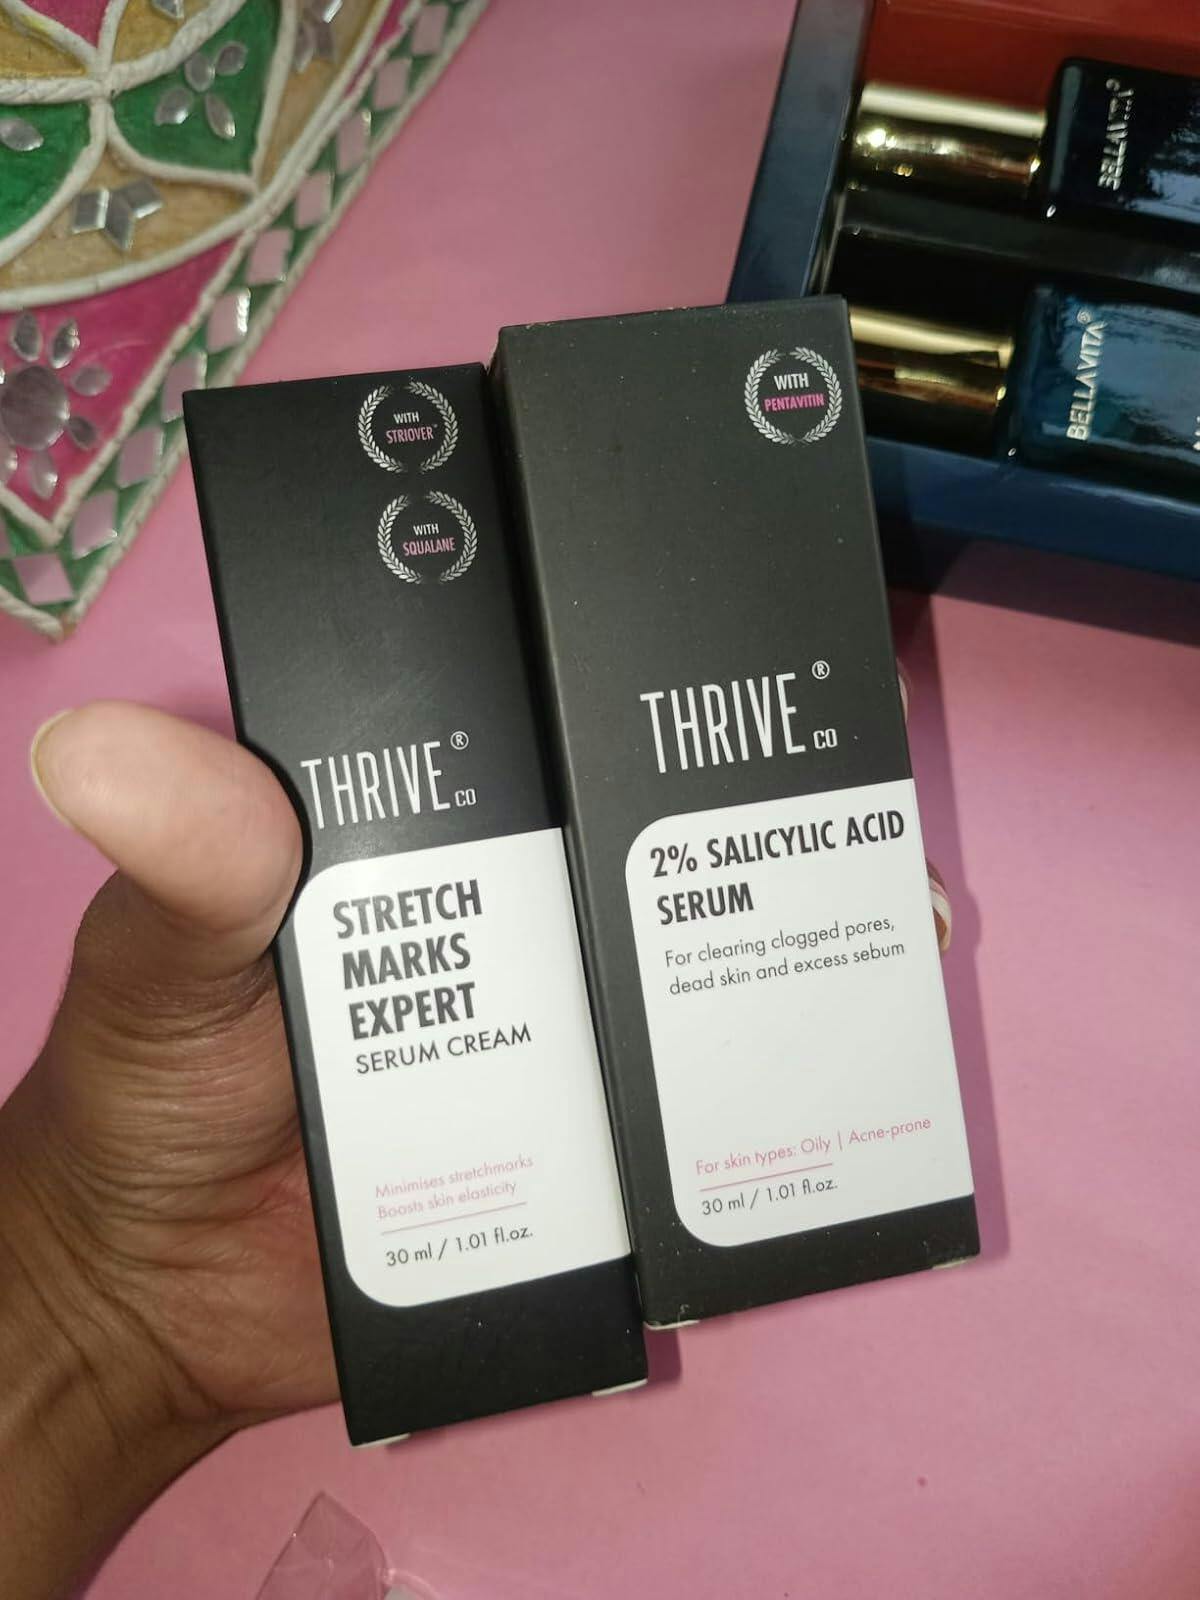 WITH
STRIOVER™
WITH
SQUALANE
THRIVE®
CO
STRETCH
MARKS
EXPERT
SERUM CREAM
Minimises stretchmarks
Boosts skin elasticity
30 ml / 1.01 fl.oz.
WITH
PENTAVITIN
THRIVE®
CO
2% SALICYLIC ACID
SERUM
For clearing clogged pores,
dead skin and excess sebum
For skin types: Oily | Acne-prone
30 ml / 1.01 fl.oz.
BELLAVITA®
BELLAVITA®